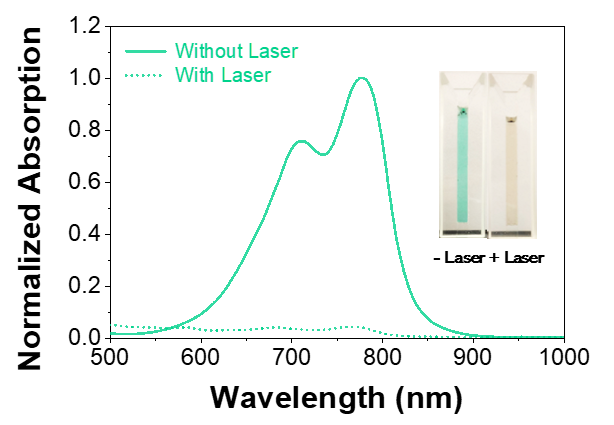 1.2
1.0
0.8
0.6
0.4
0.2
0.0
Normalized Absorption
Without Laser
With Laser
- Laser + Laser
500 600 700 800 900 1000
Wavelength (nm)